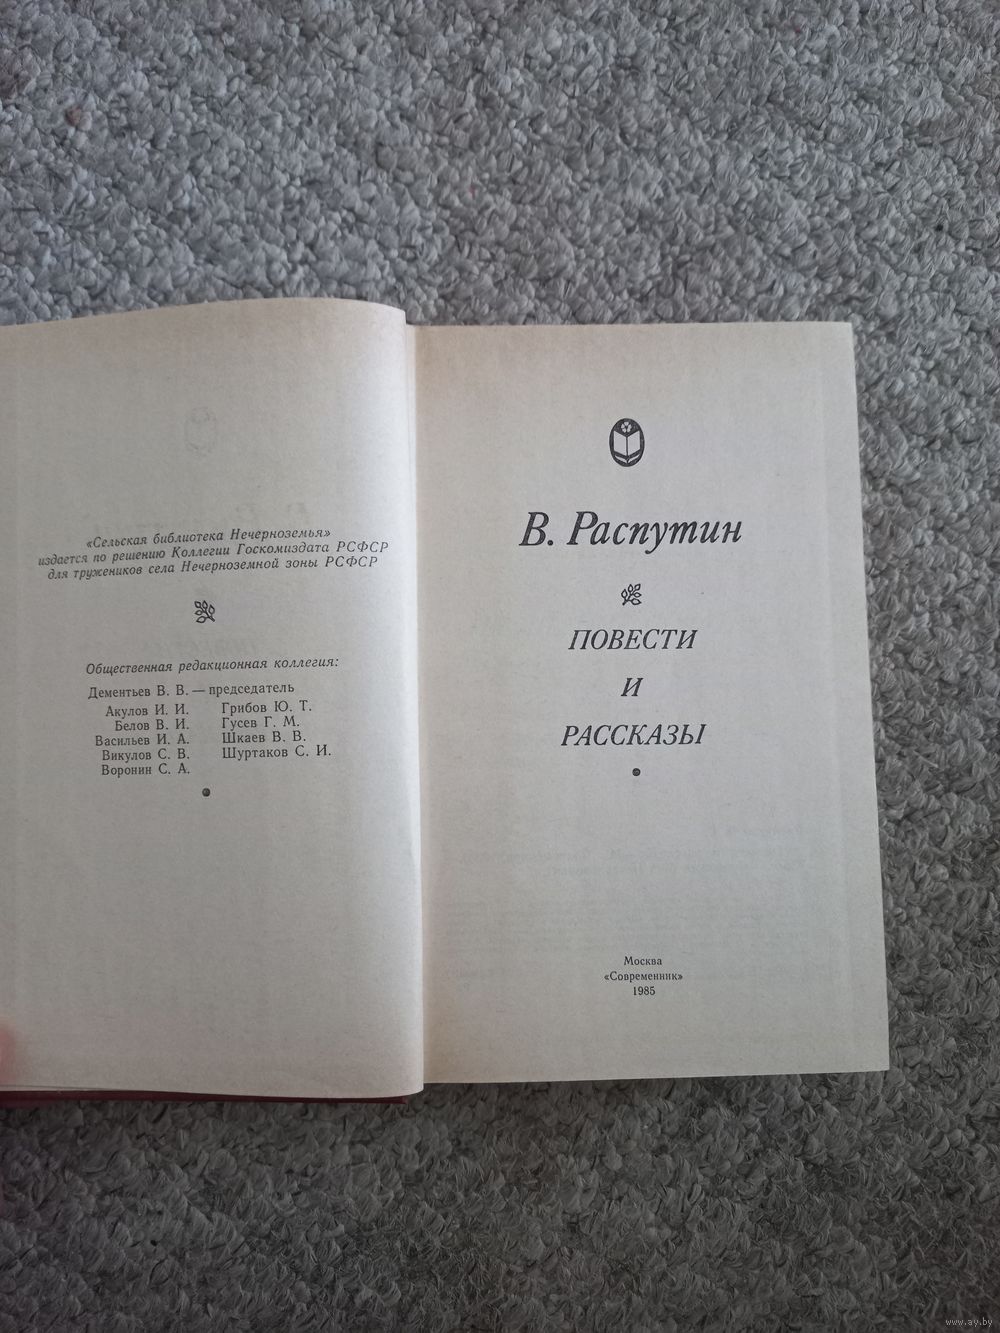 «Сельская библиотека Нечерноземья»
издается по решению Коллегии Госкомиздата РСФСР
для тружеников села Нечерноземной зоны РСФСР
Общественная редакционная коллегия:
Дементьев В. В. — председатель
Акулов И. И.
Белов В. И.
Васильев И. А.
Викулов С. В.
Воронин С. А.
Грибов Ю. Т.
Гусев Г. М.
Шкаев В. В.
Шуртаков С. И.
В. Распутин
ПОВЕСТИ
И
РАССКАЗЫ
Москва
«Современник»
1985
www.ay.by